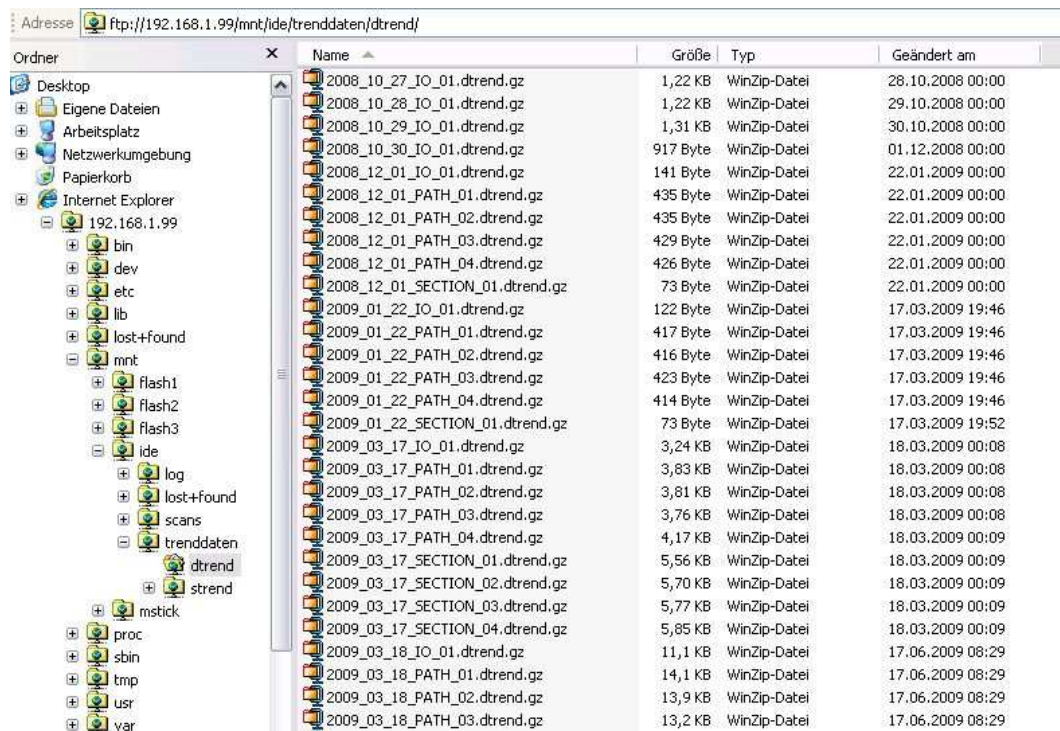 Adresse ftp://192.168.1.99/mnt/ide/trenddaten/dtrend/
Ordner
Desktop
Eigene Dateien
Arbeitsplatz
Netzwerkumgebung
Papierkorb
Internet Explorer
192.168.1.99
bin
dev
etc
lib
lost+found
mnt
flash1
flash2
flash3
ide
log
lost+found
scans
trenddaten
dtrend
strend
mstick
proc
sbin
tmp
usr
var
Name Größe Typ Geändert am
2008_10_27_IO_01.dtrend.gz 1,22 KB WinZip-Datei 28.10.2008 00:00
2008_10_28_IO_01.dtrend.gz 1,22 KB WinZip-Datei 29.10.2008 00:00
2008_10_29_IO_01.dtrend.gz 1,31 KB WinZip-Datei 30.10.2008 00:00
2008_10_30_IO_01.dtrend.gz 917 Byte WinZip-Datei 01.12.2008 00:00
2008_12_01_IO_01.dtrend.gz 141 Byte WinZip-Datei 22.01.2009 00:00
2008_12_01_PATH_01.dtrend.gz 435 Byte WinZip-Datei 22.01.2009 00:00
2008_12_01_PATH_02.dtrend.gz 435 Byte WinZip-Datei 22.01.2009 00:00
2008_12_01_PATH_03.dtrend.gz 429 Byte WinZip-Datei 22.01.2009 00:00
2008_12_01_PATH_04.dtrend.gz 426 Byte WinZip-Datei 22.01.2009 00:00
2008_12_01_SECTION_01.dtrend.gz 73 Byte WinZip-Datei 22.01.2009 00:00
2009_01_22_IO_01.dtrend.gz 122 Byte WinZip-Datei 17.03.2009 19:46
2009_01_22_PATH_01.dtrend.gz 417 Byte WinZip-Datei 17.03.2009 19:46
2009_01_22_PATH_02.dtrend.gz 416 Byte WinZip-Datei 17.03.2009 19:46
2009_01_22_PATH_03.dtrend.gz 423 Byte WinZip-Datei 17.03.2009 19:46
2009_01_22_PATH_04.dtrend.gz 414 Byte WinZip-Datei 17.03.2009 19:46
2009_01_22_SECTION_01.dtrend.gz 73 Byte WinZip-Datei 17.03.2009 19:52
2009_03_17_IO_01.dtrend.gz 3,24 KB WinZip-Datei 18.03.2009 00:08
2009_03_17_PATH_01.dtrend.gz 3,83 KB WinZip-Datei 18.03.2009 00:08
2009_03_17_PATH_02.dtrend.gz 3,81 KB WinZip-Datei 18.03.2009 00:08
2009_03_17_PATH_03.dtrend.gz 3,76 KB WinZip-Datei 18.03.2009 00:08
2009_03_17_PATH_04.dtrend.gz 4,17 KB WinZip-Datei 18.03.2009 00:09
2009_03_17_SECTION_01.dtrend.gz 5,56 KB WinZip-Datei 18.03.2009 00:09
2009_03_17_SECTION_02.dtrend.gz 5,70 KB WinZip-Datei 18.03.2009 00:09
2009_03_17_SECTION_03.dtrend.gz 5,77 KB WinZip-Datei 18.03.2009 00:09
2009_03_17_SECTION_04.dtrend.gz 5,85 KB WinZip-Datei 18.03.2009 00:09
2009_03_18_IO_01.dtrend.gz 11,1 KB WinZip-Datei 17.06.2009 08:29
2009_03_18_PATH_01.dtrend.gz 14,1 KB WinZip-Datei 17.06.2009 08:29
2009_03_18_PATH_02.dtrend.gz 13,9 KB WinZip-Datei 17.06.2009 08:29
2009_03_18_PATH_03.dtrend.gz 13,2 KB WinZip-Datei 17.06.2009 08:29